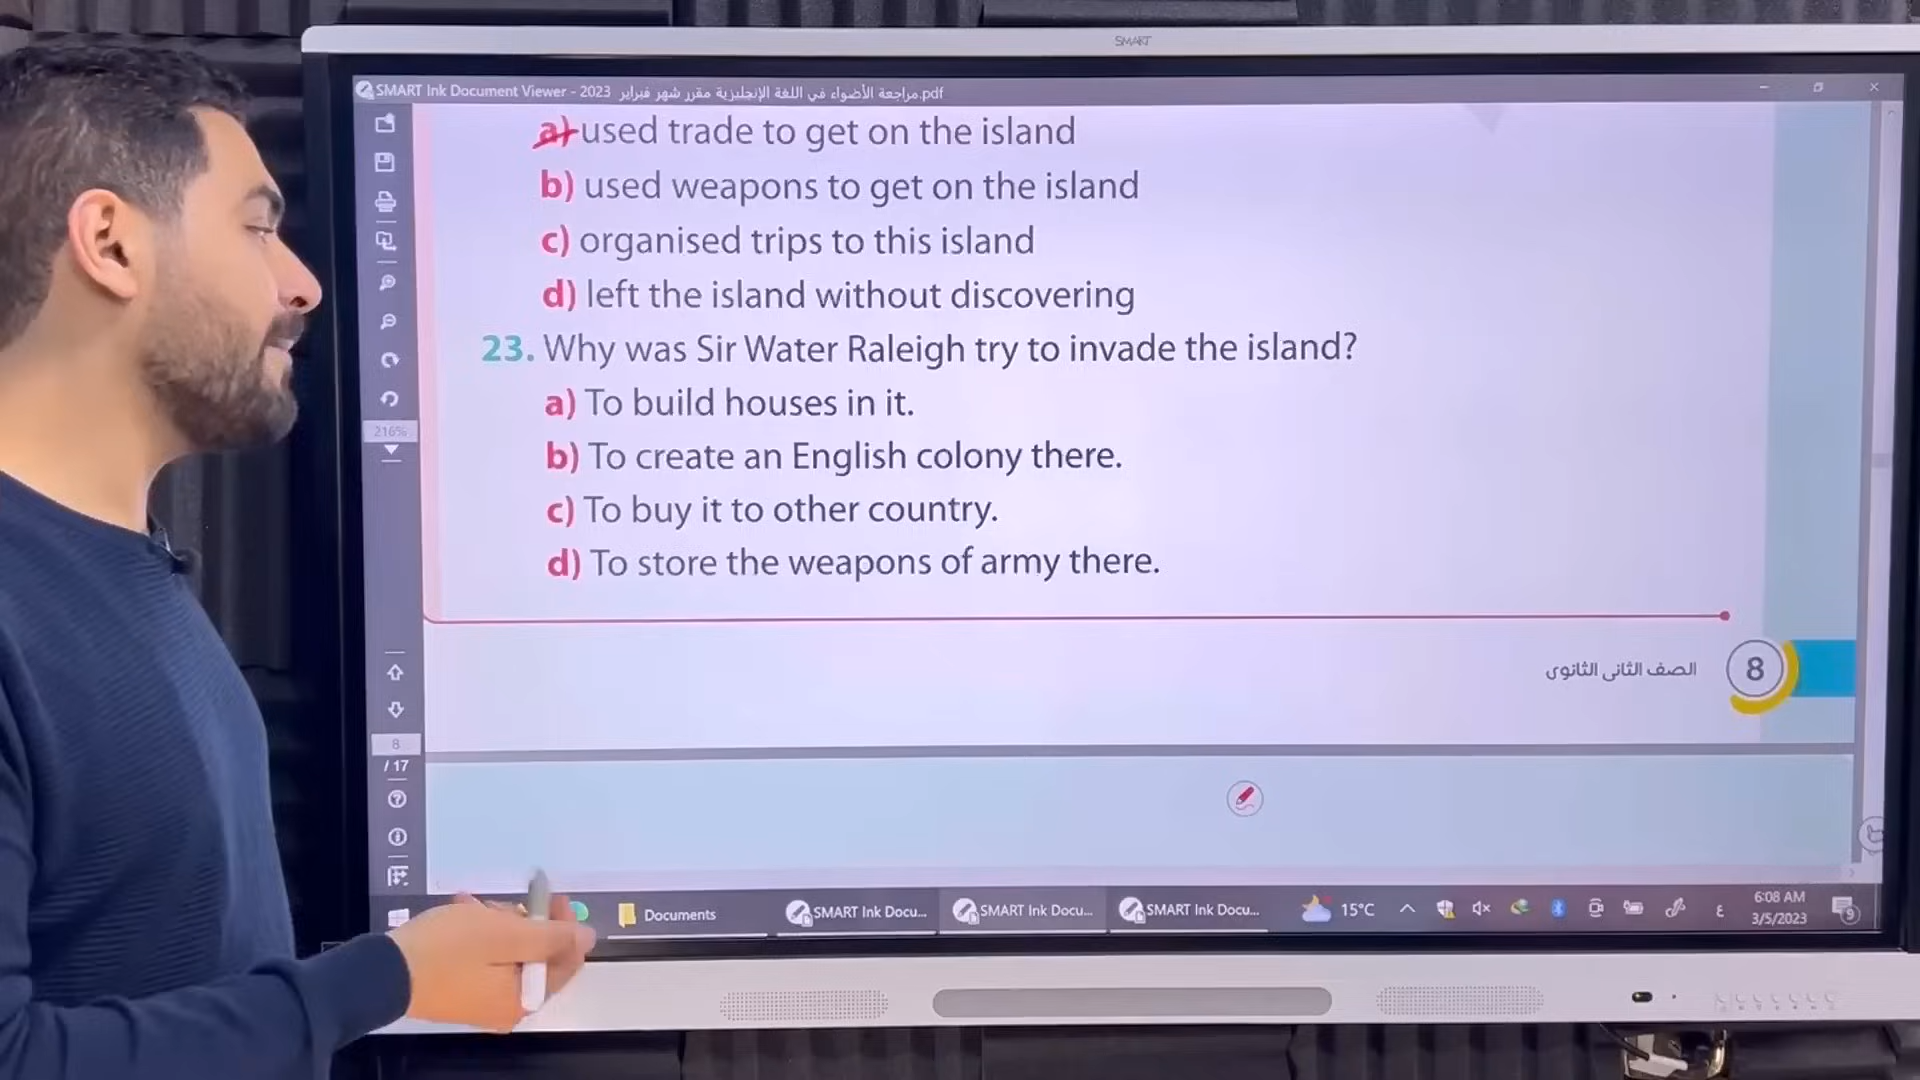 SMART
SMART Ink Document Viewer - 2023 مراجعة الأضواء في اللغة الإنجليزية مقرر شهر فبراير.pdf
a) used trade to get on the island
b) used weapons to get on the island
c) organised trips to this island
d) left the island without discovering
23. Why was Sir Water Raleigh try to invade the island?
a) To build houses in it.
b) To create an English colony there.
c) To buy it to other country.
d) To store the weapons of army there.
216%
الصف الثانى الثانوى
8
8
/ 17
Documents
SMART Ink Docu...
SMART Ink Docu...
SMART Ink Docu...
15°C
ع
6:08 AM
3/5/2023
9